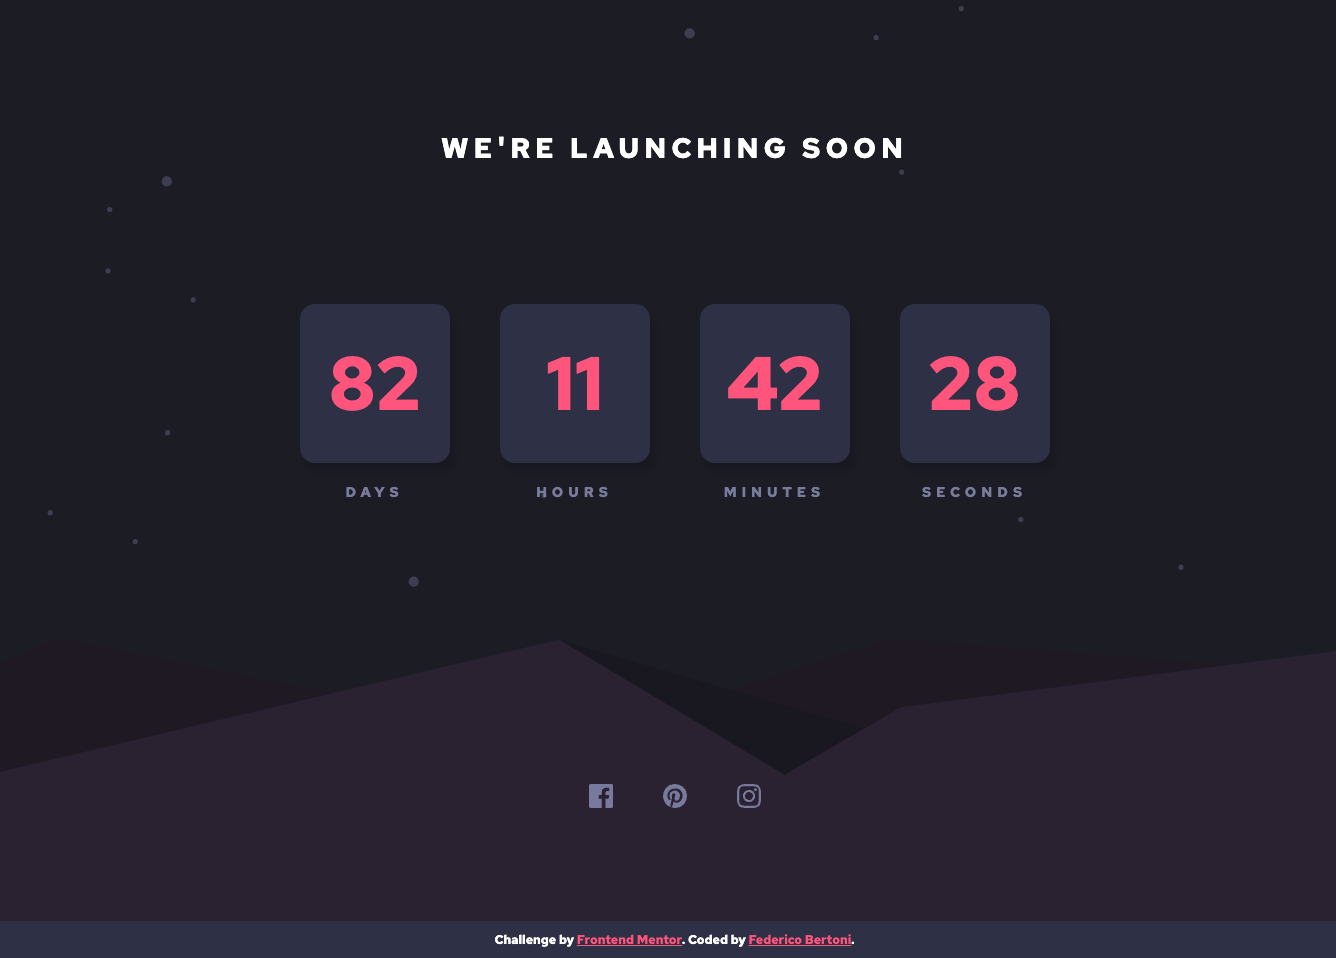 WE'RE LAUNCHING SOON
82 11 42 28
DAYS HOURS MINUTES SECONDS
Challenge by Frontend Mentor. Coded by Federico Bertoni.